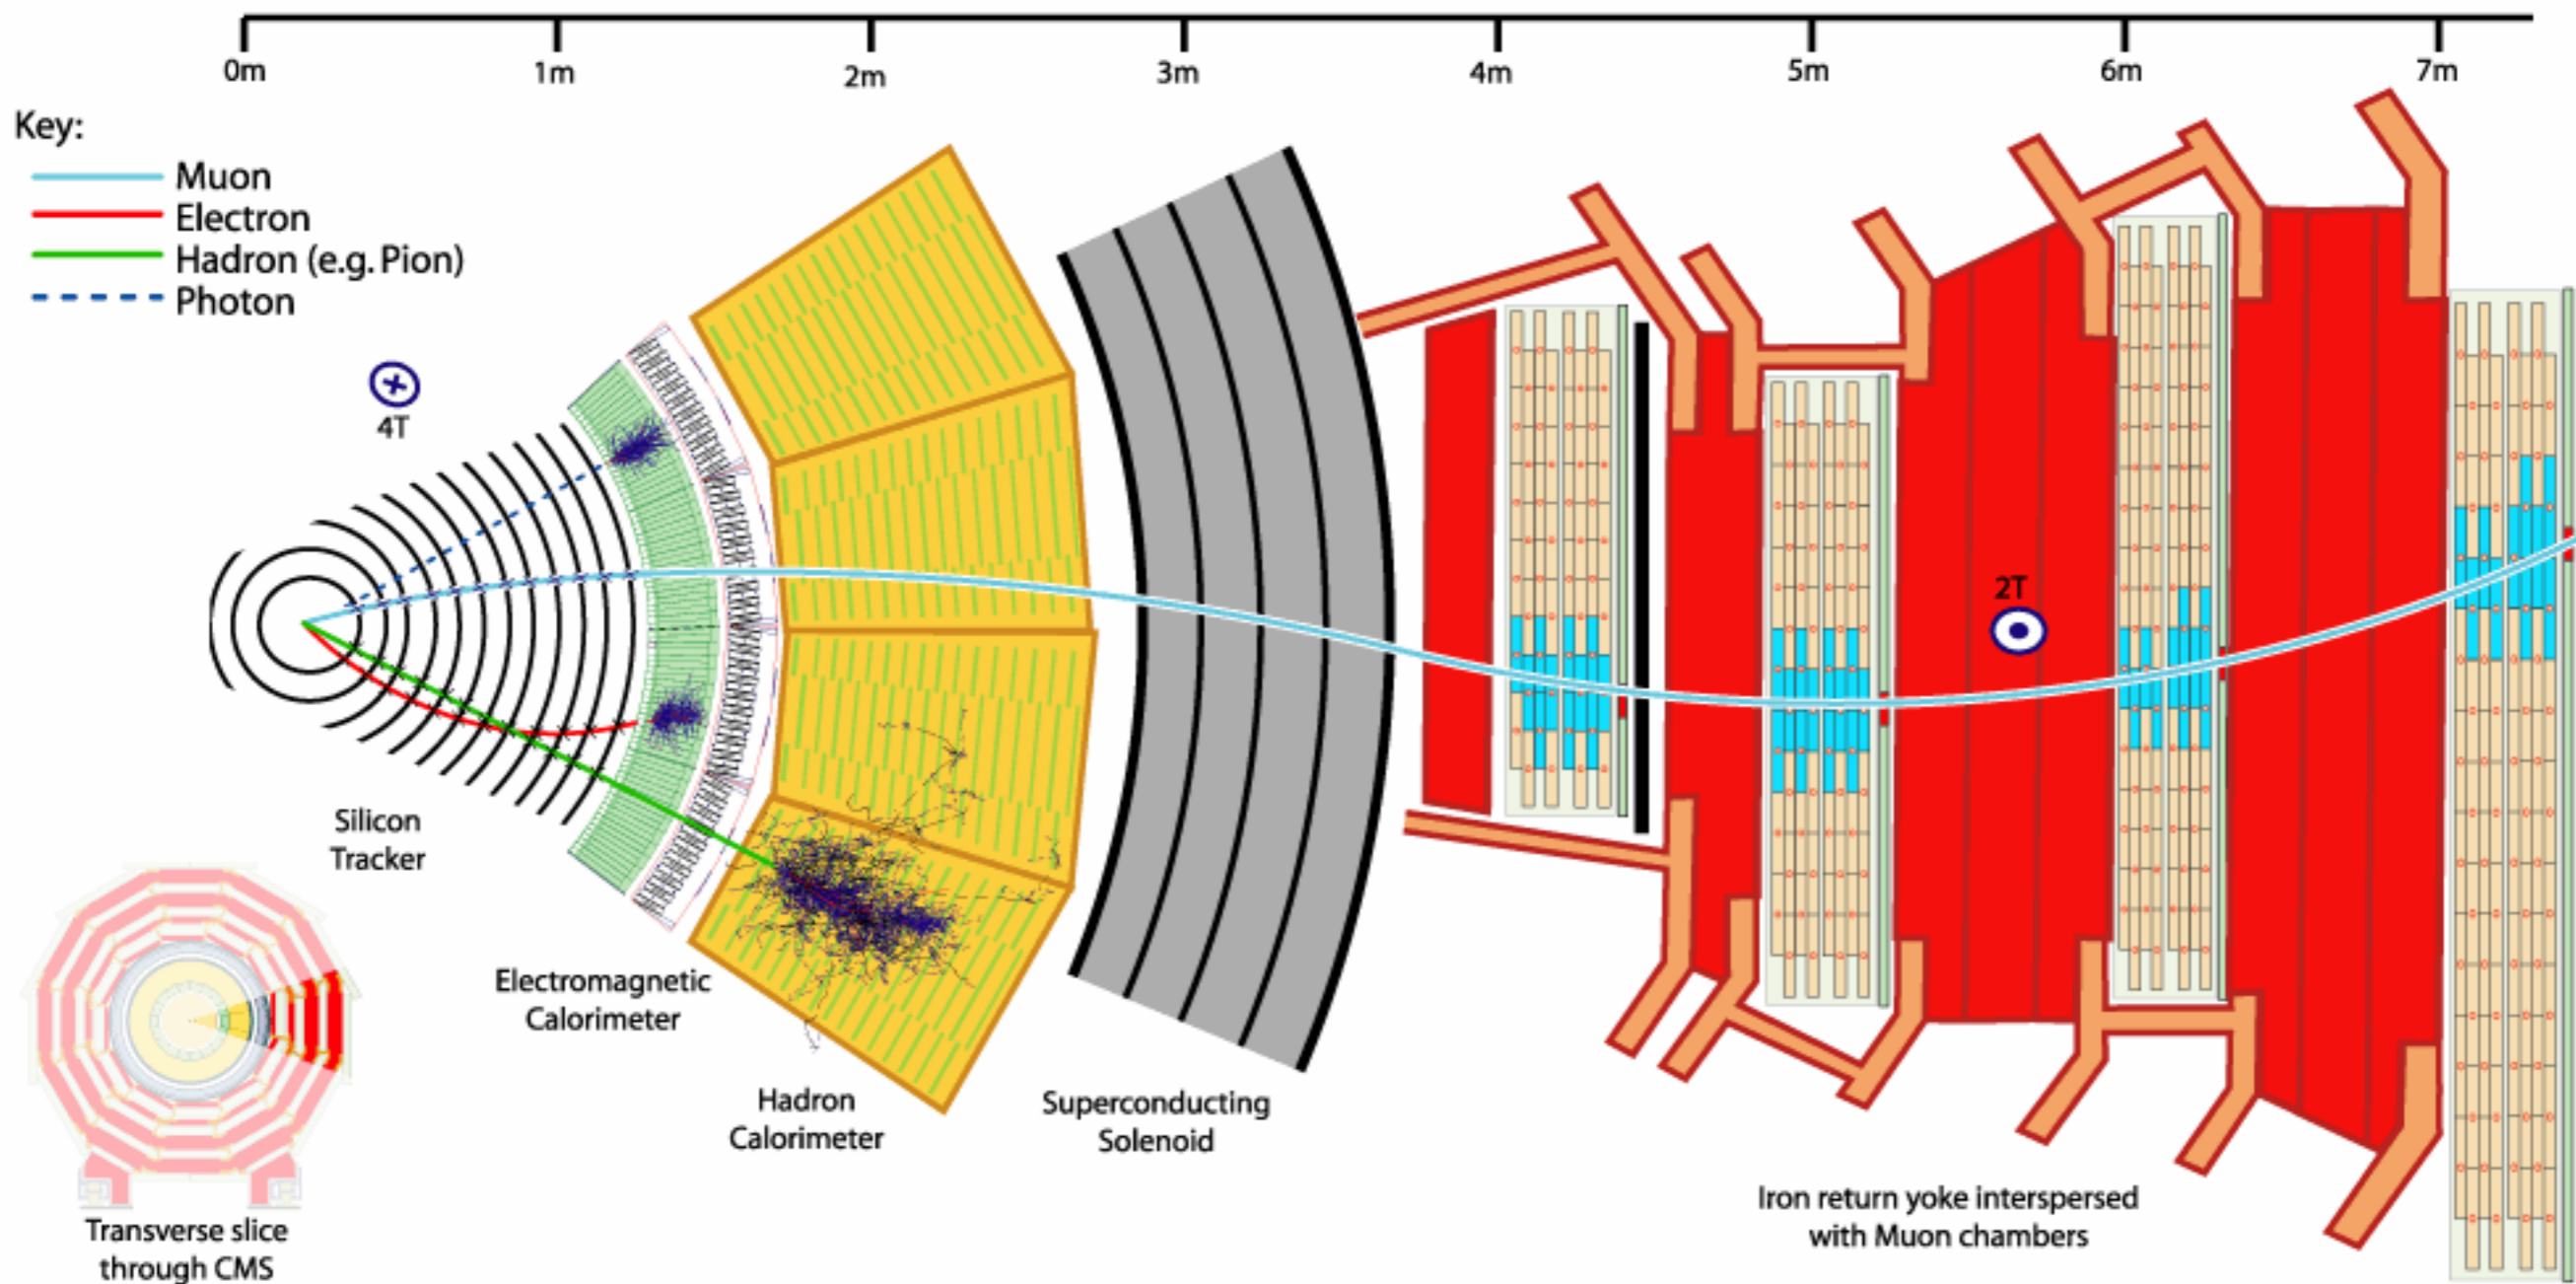 0m 1m 2m 3m 4m 5m 6m 7m
Key:
Muon
Electron
Hadron (e.g. Pion)
Photon
4T
2T
Silicon
Tracker
Electromagnetic
Calorimeter
Hadron
Calorimeter
Superconducting
Solenoid
Iron return yoke interspersed
with Muon chambers
Transverse slice
through CMS